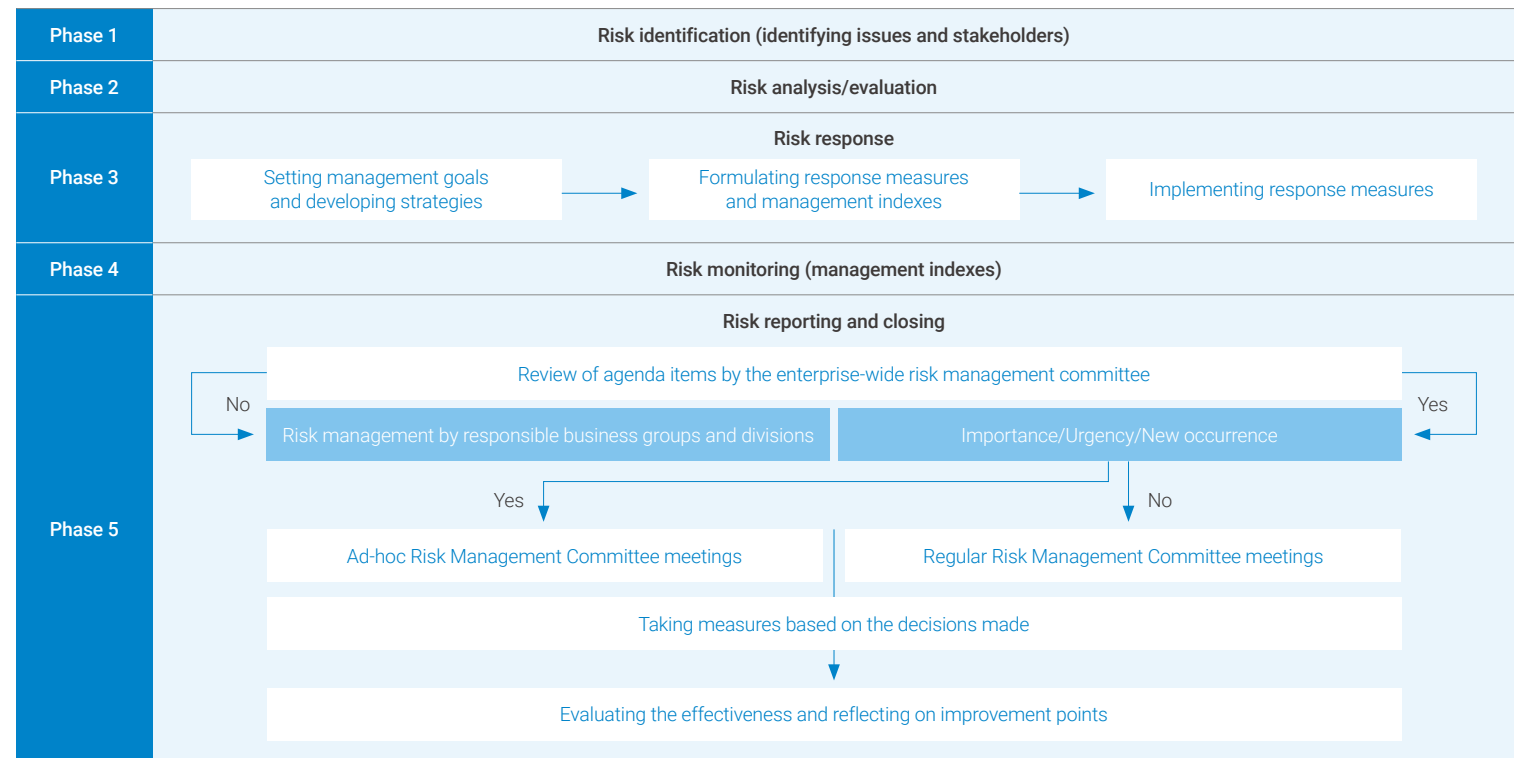 Phase 1
Risk identification (identifying issues and stakeholders)
Phase 2
Risk analysis/evaluation
Phase 3
Risk response
Setting management goals
and developing strategies
Formulating response measures
and management indexes
Implementing response measures
Phase 4
Risk monitoring (management indexes)
Phase 5
Risk reporting and closing
Review of agenda items by the enterprise-wide risk management committee
No
Yes
Risk management by responsible business groups and divisions
Importance/Urgency/New occurrence
Yes
No
Ad-hoc Risk Management Committee meetings
Regular Risk Management Committee meetings
Taking measures based on the decisions made
Evaluating the effectiveness and reflecting on improvement points